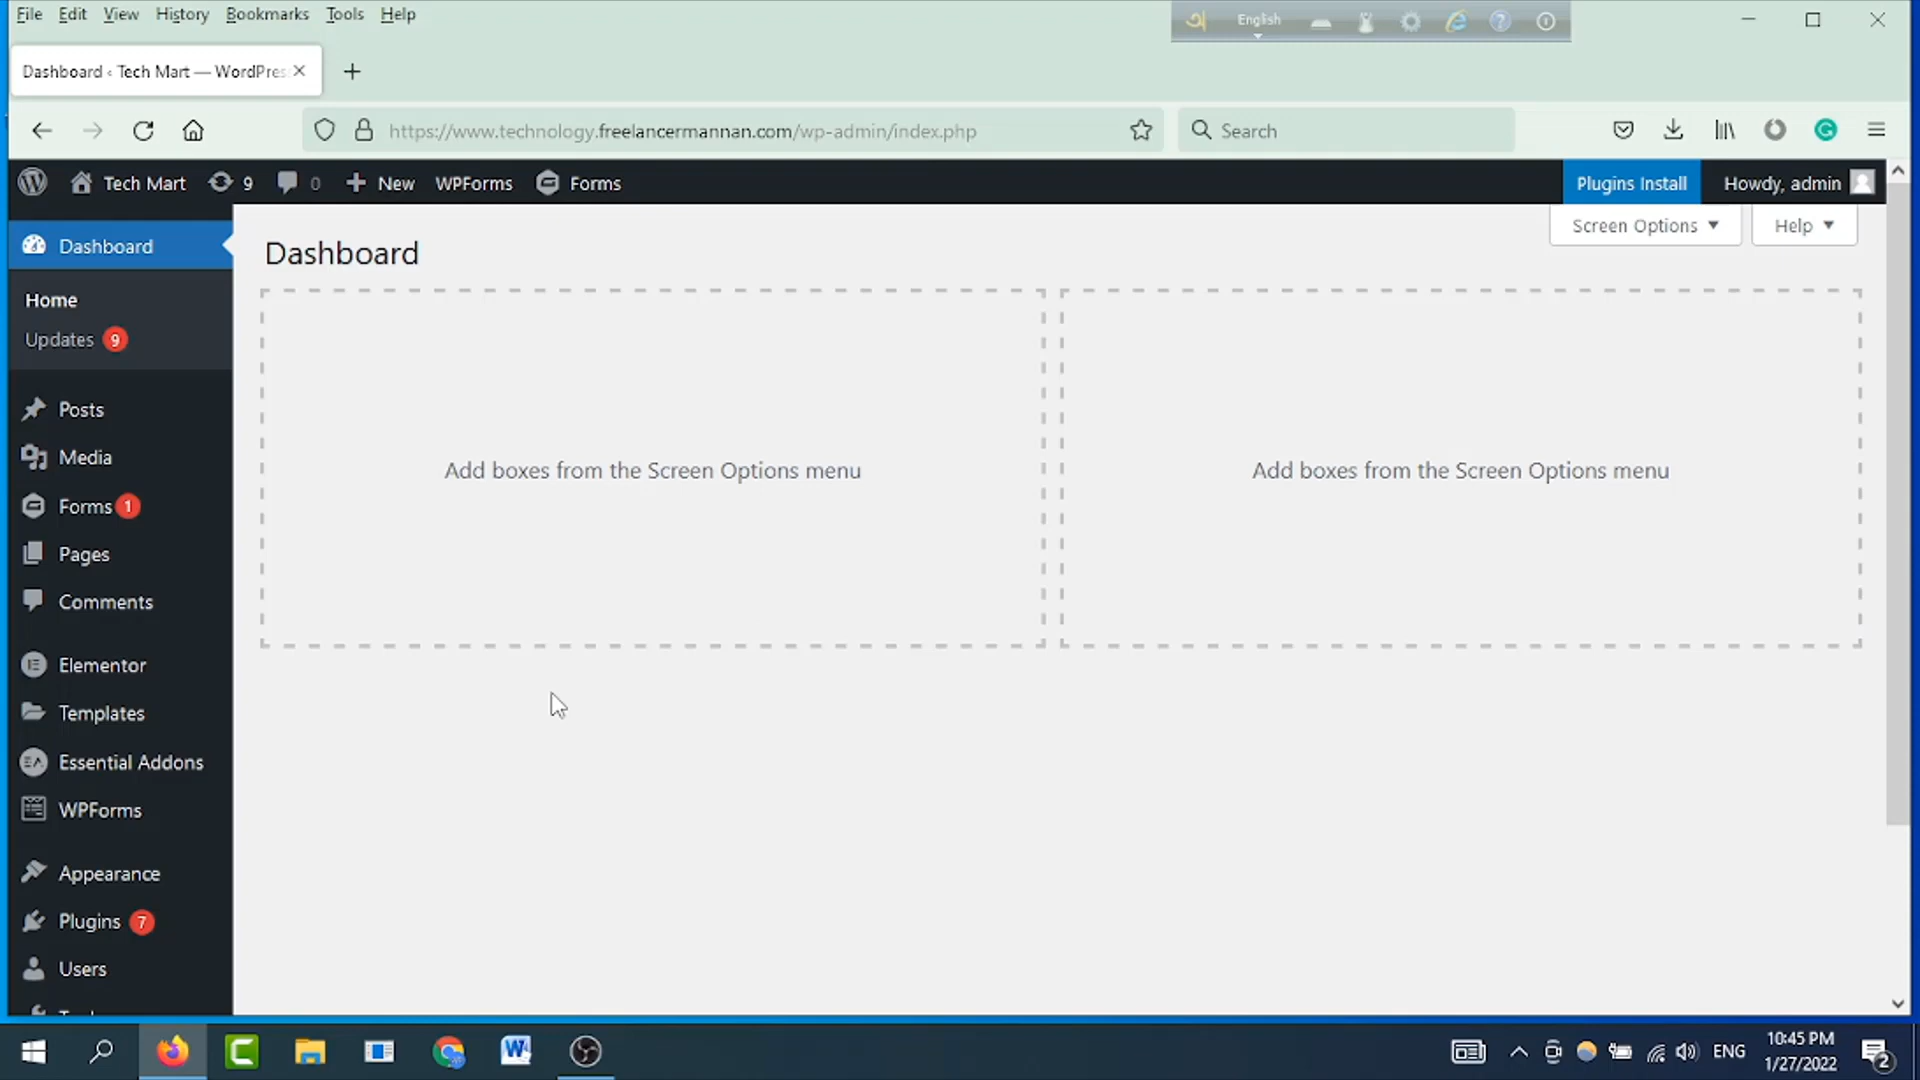 File Edit View History Bookmarks Tools Help
English
Dashboard ‹ Tech Mart — WordPres
https://www.technology.freelancermannan.com/wp-admin/index.php
Search
Tech Mart 9 0 New WPForms Forms Plugins Install Howdy, admin
Screen Options Help
Dashboard
Dashboard
Home
Updates 9
Posts
Media
Forms 1
Pages
Comments
Elementor
Templates
Essential Addons
WPForms
Appearance
Plugins 7
Users
Add boxes from the Screen Options menu
Add boxes from the Screen Options menu
ENG
10:45 PM
1/27/2022
2